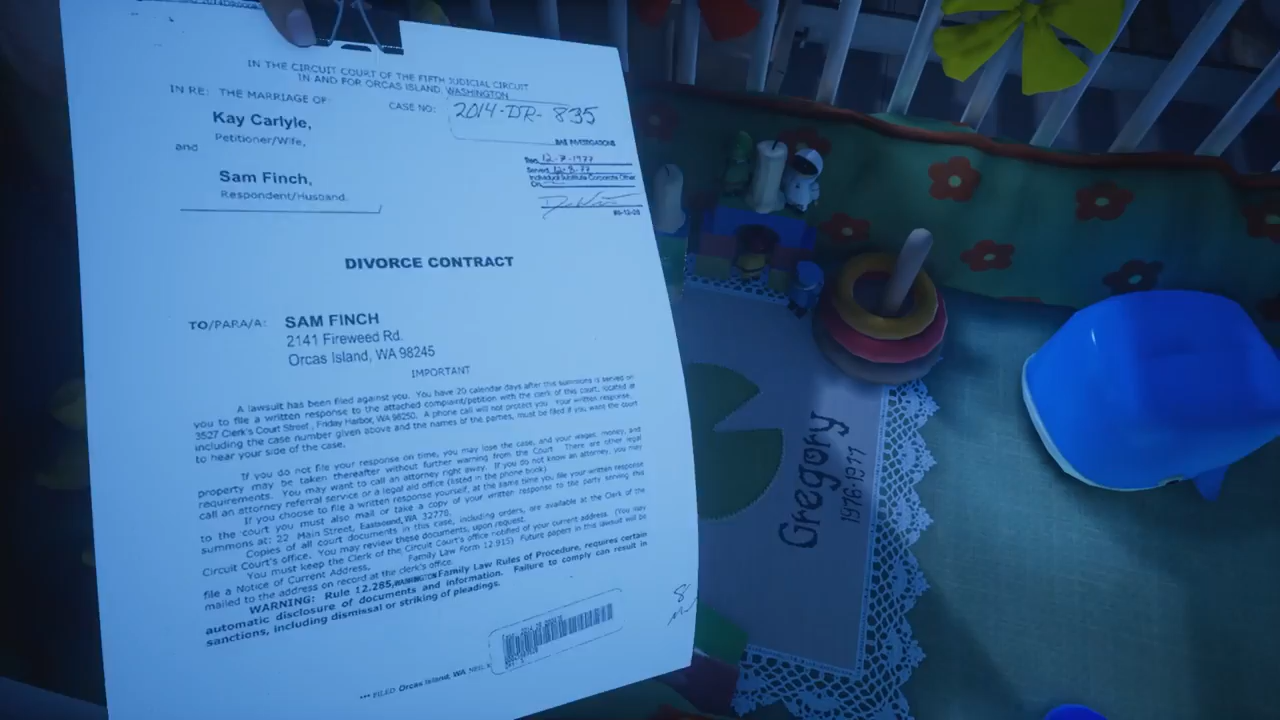 IN THE CIRCUIT COURT OF THE FIFTH JUDICIAL CIRCUIT
IN AND FOR ORCAS ISLAND, WASHINGTON
IN RE: THE MARRIAGE OF:
CASE NO: 2014-DR- 835
Kay Carlyle,
Petitioner/Wife,
and
Sam Finch,
Respondent/Husband.
12-7-1977
Served 12-8-77
Individual Substitute Corporate Other
DIVORCE CONTRACT
TO/PARA/A: SAM FINCH
2141 Fireweed Rd.
Orcas Island, WA 98245
IMPORTANT
A lawsuit has been filed against you. You have 20 calendar days after this summons is served on
you to file a written response to the attached complaint/petition with the clerk of this court, located at
3527 Clerk's Court Street , Friday Harbor, WA 98250. A phone call will not protect you. Your written response,
including the case number given above and the names of the parties, must be filed if you want the court
to hear your side of the case.
If you do not file your response on time, you may lose the case, and your wages, money, and
property may be taken thereafter without further warning from the Court. There are other legal
requirements. You may want to call an attorney right away. If you do not know an attorney, you may
call an attorney referral service or a legal aid office (listed in the phone book).
If you choose to file a written response yourself, at the same time you file your written response
to the court you must also mail or take a copy of your written response to the party serving this
summons at: 22 Main Street, Eastsound, WA 32778.
Copies of all court documents in this case, including orders, are available at the Clerk of the
Circuit Court's office. You may review these documents, upon request.
You must keep the Clerk of the Circuit Court's office notified of your current address. (You may
file a Notice of Current Address, Family Law Form 12.915) Future papers in this lawsuit will be
mailed to the address on record at the clerk's office.
WARNING: Rule 12.285, WASHINGTON Family Law Rules of Procedure, requires certain
automatic disclosure of documents and information. Failure to comply can result in
sanctions, including dismissal or striking of pleadings.
*** FILED: Orcas Island, WA
Gregory
1976-1977